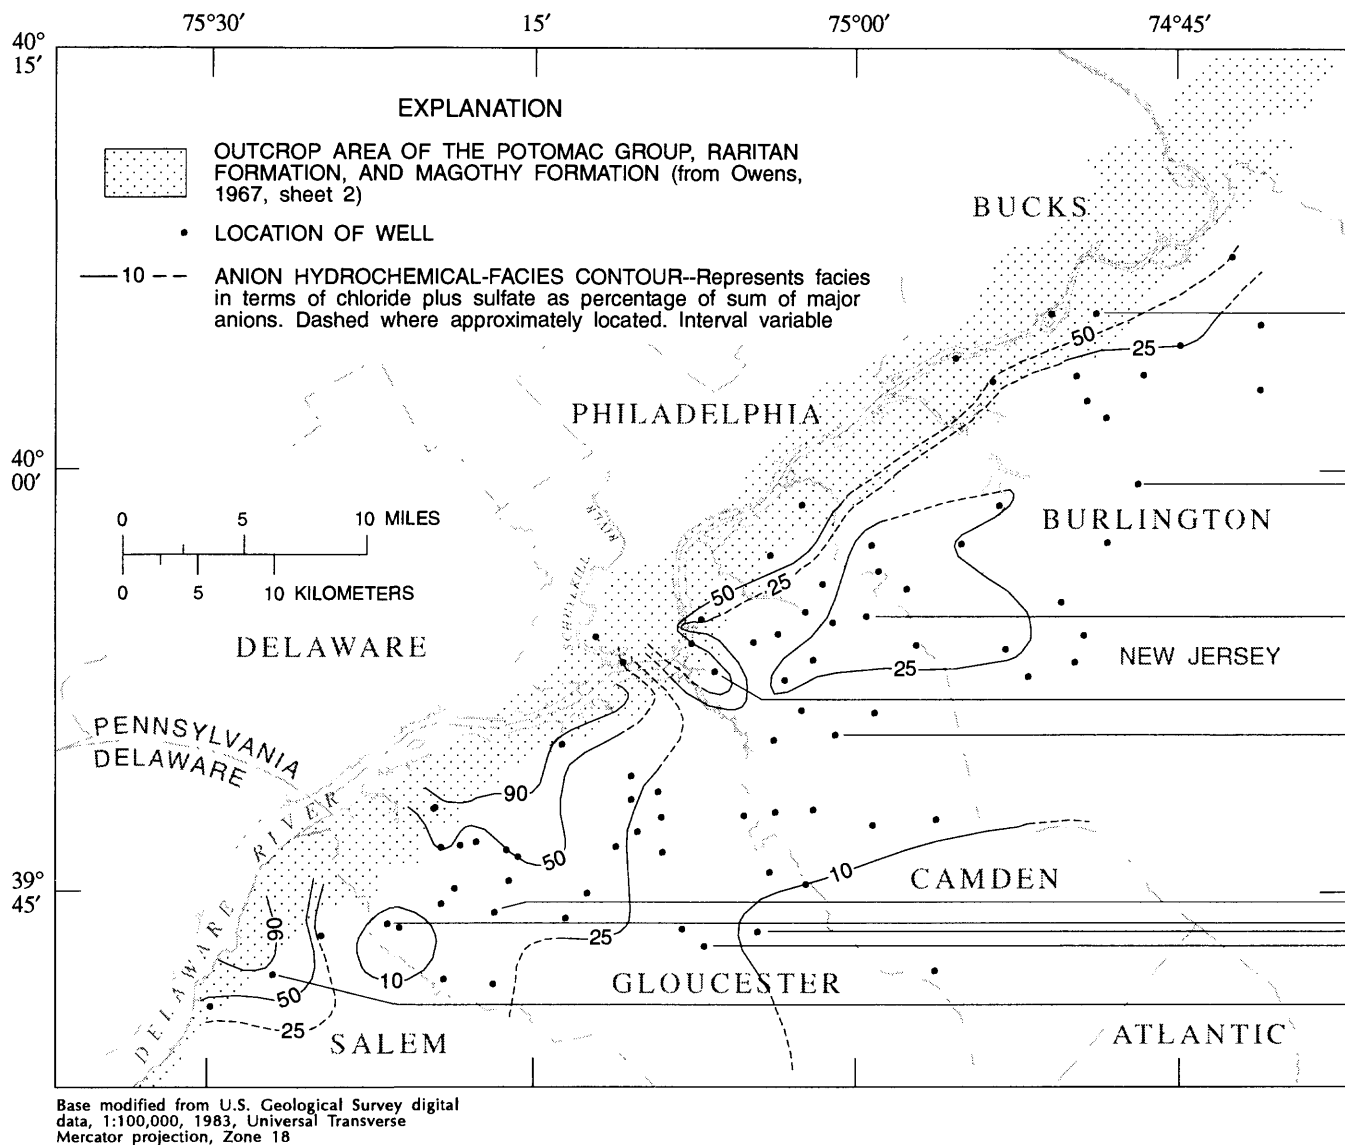 75°30′ 15′ 75°00′ 74°45′
40°
15′
EXPLANATION
OUTCROP AREA OF THE POTOMAC GROUP, RARITAN
FORMATION, AND MAGOTHY FORMATION (from Owens,
1967, sheet 2)
LOCATION OF WELL
10
ANION HYDROCHEMICAL-FACIES CONTOUR--Represents facies
in terms of chloride plus sulfate as percentage of sum of major
anions. Dashed where approximately located. Interval variable
BUCKS
50
25
PHILADELPHIA
40°
00′
0 5 10 MILES
0 5 10 KILOMETERS
SCHUYLKILL RIVER
BURLINGTON
50
25
DELAWARE
NEW JERSEY
25
PENNSYLVANIA
DELAWARE
90
DELAWARE RIVER
50
10
CAMDEN
39°
45′
90
25
10
GLOUCESTER
50
25
SALEM
ATLANTIC
DELAWARE RIVER
Base modified from U.S. Geological Survey digital
data, 1:100,000, 1983, Universal Transverse
Mercator projection, Zone 18